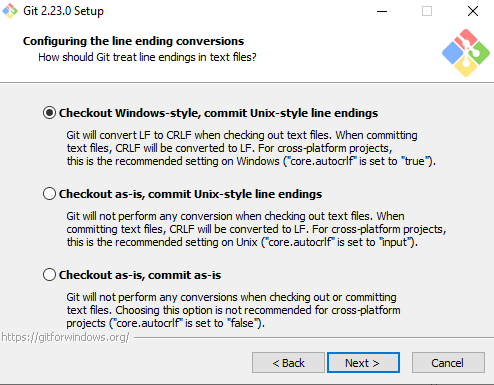 Git 2.23.0 Setup
Configuring the line ending conversions
How should Git treat line endings in text files?
Checkout Windows-style, commit Unix-style line endings
Git will convert LF to CRLF when checking out text files. When committing
text files, CRLF will be converted to LF. For cross-platform projects,
this is the recommended setting on Windows ("core.autocrlf" is set to "true").
Checkout as-is, commit Unix-style line endings
Git will not perform any conversion when checking out text files. When
committing text files, CRLF will be converted to LF. For cross-platform projects,
this is the recommended setting on Unix ("core.autocrlf" is set to "input").
Checkout as-is, commit as-is
Git will not perform any conversions when checking out or committing
text files. Choosing this option is not recommended for cross-platform
projects ("core.autocrlf" is set to "false").
https://gitforwindows.org/
< Back
Next >
Cancel